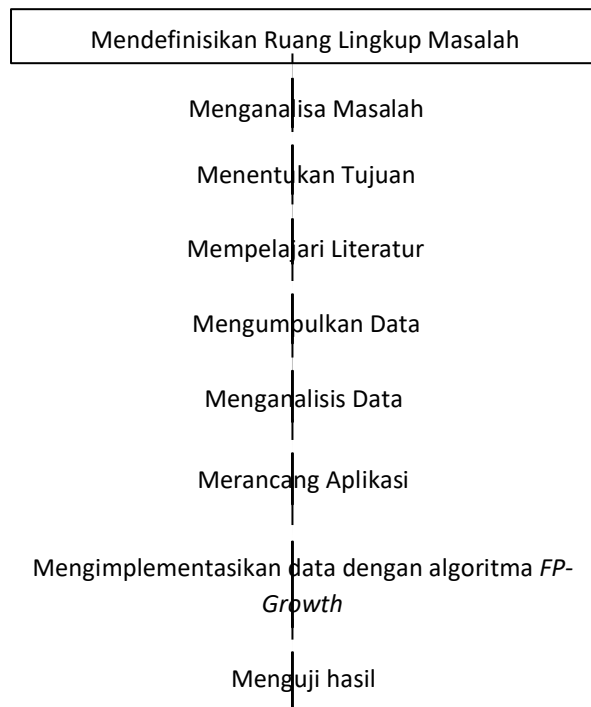 Mendefinisikan Ruang Lingkup Masalah
Menganalisa Masalah
Menentukan Tujuan
Mempelajari Literatur
Mengumpulkan Data
Menganalisis Data
Merancang Aplikasi
Mengimplementasikan data dengan algoritma FP-
Growth
Menguji hasil